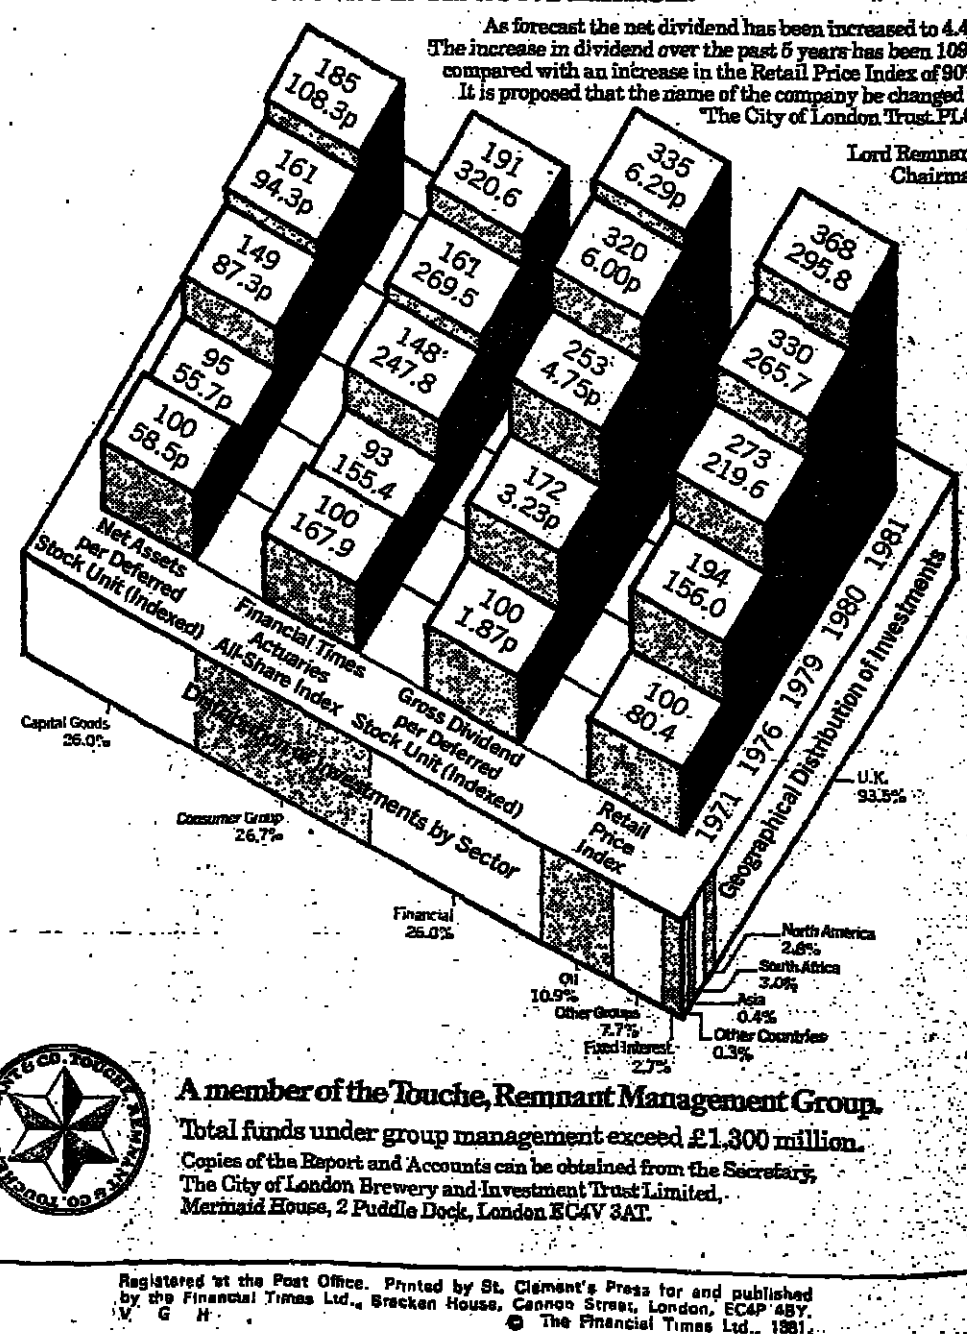 As forecast the net dividend has been increased to 4.4
The increase in dividend over the past 5 years has been 109
compared with an increase in the Retail Price Index of 90%
It is proposed that the name of the company be changed
The City of London Trust PL
Lord Remnan
Chairma
185
108.3p
161
94.3p
149
87.3p
95
55.7p
100
58.5p
191
320.6
161
269.5
148
247.8
93
155.4
100
167.9
335
6.29p
320
6.00p
253
4.75p
172
3.23p
100
1.87p
368
295.8
330
265.7
273
219.6
194
156.0
100
80.4
Net Assets
per Deferred
Stock Unit (Indexed)
Financial Times
Actuaries
All-Share Index
Gross Dividend
per Deferred
Stock Unit (Indexed)
Retail
Price
Index
1971 1976 1979 1980 1981
Geographical Distribution of Investments
Distribution of Investments by Sector
Capital Goods
26.0%
Consumer Group
26.7%
Financial
26.0%
Oil
10.9%
Other Groups
7.7%
Fixed Interest
2.7%
U.K.
93.5%
North America
2.8%
South Africa
3.0%
Asia
0.4%
Other Countries
0.3%
A member of the Touche, Remnant Management Group.
Total funds under group management exceed £1,300 million.
Copies of the Report and Accounts can be obtained from the Secretary,
The City of London Brewery and Investment Trust Limited,
Mermaid House, 2 Puddle Dock, London EC4V 3AT.
Registered at the Post Office. Printed by St. Clement's Press for and published
by the Financial Times Ltd., Bracken House, Cannon Street, London, EC4P 4BY.
V G H
© The Financial Times Ltd., 1981.